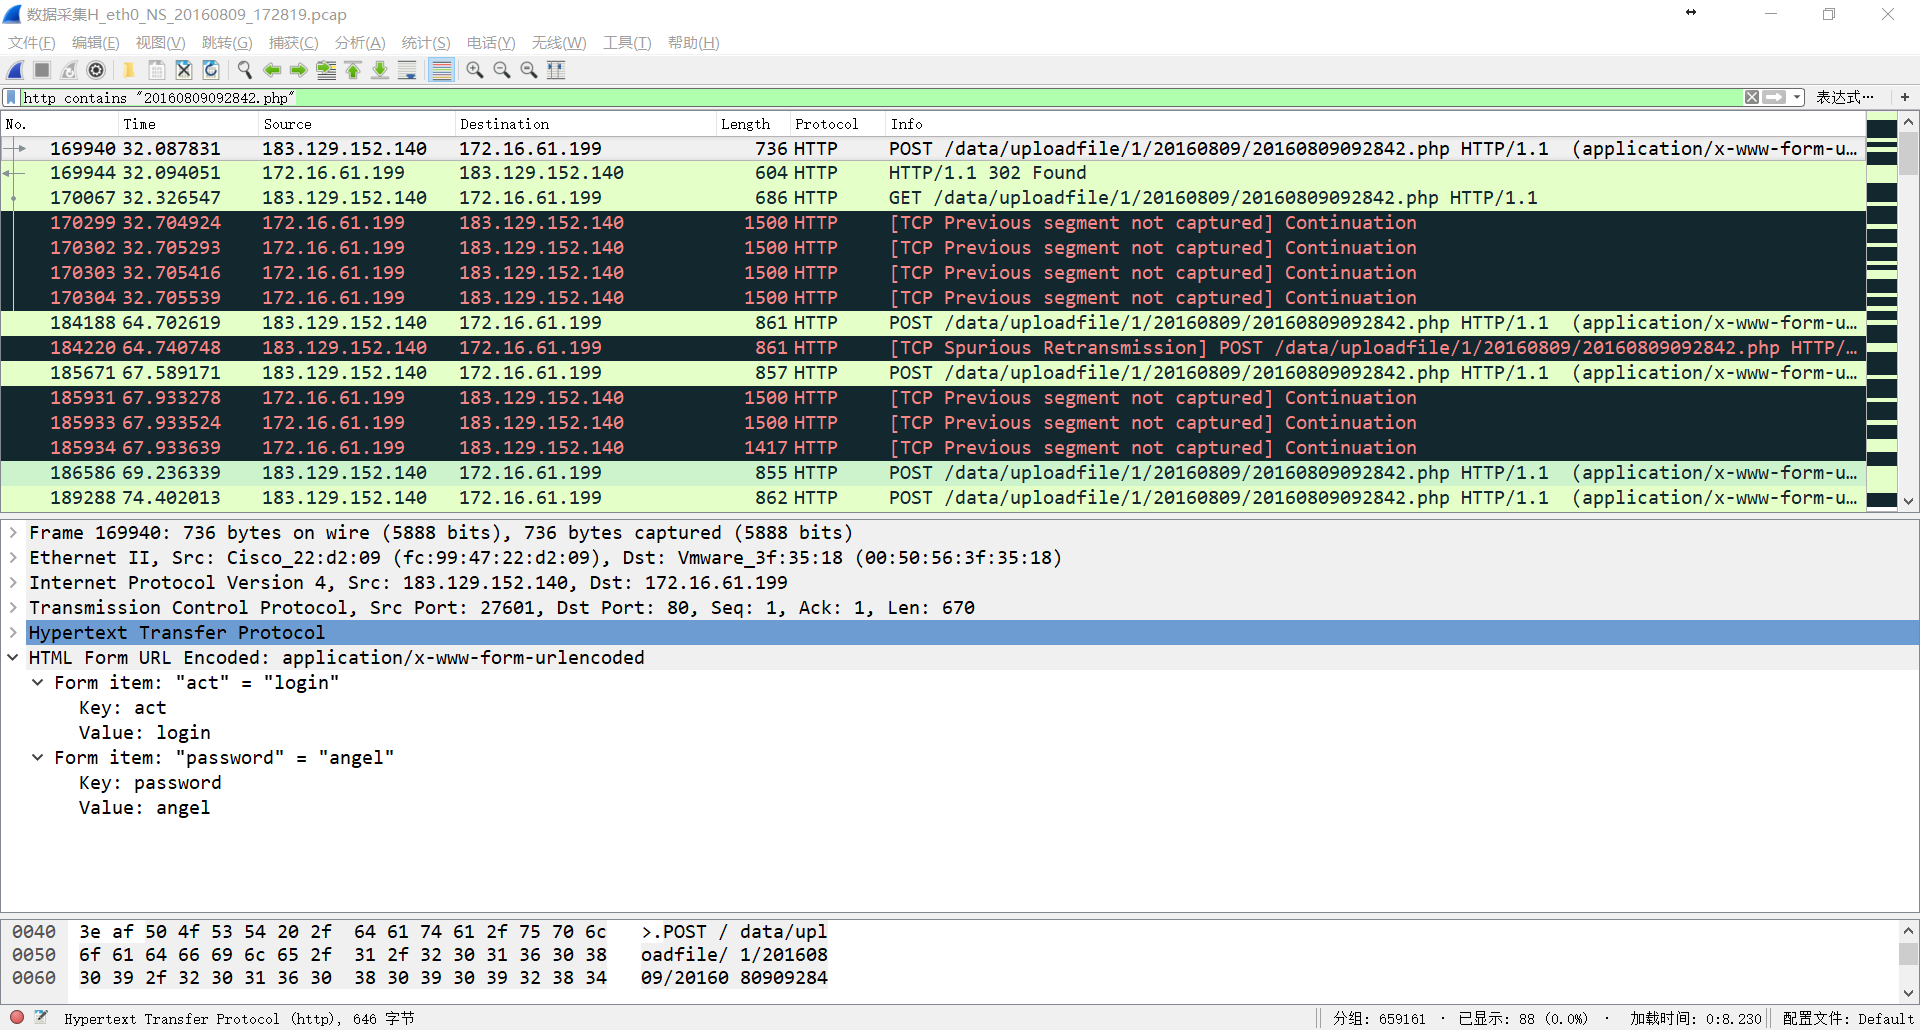 数据采集H_eth0_NS_20160809_172819.pcap
文件(F) 编辑(E) 视图(V) 跳转(G) 捕获(C) 分析(A) 统计(S) 电话(Y) 无线(W) 工具(T) 帮助(H)
http contains "20160809092842.php" 表达式… +
No. Time Source Destination Length Protocol Info
169940 32.087831 183.129.152.140 172.16.61.199 736 HTTP POST /data/uploadfile/1/20160809/20160809092842.php HTTP/1.1 (application/x-www-form-u…
169944 32.094051 172.16.61.199 183.129.152.140 604 HTTP HTTP/1.1 302 Found
170067 32.326547 183.129.152.140 172.16.61.199 686 HTTP GET /data/uploadfile/1/20160809/20160809092842.php HTTP/1.1
170299 32.704924 172.16.61.199 183.129.152.140 1500 HTTP [TCP Previous segment not captured] Continuation
170302 32.705293 172.16.61.199 183.129.152.140 1500 HTTP [TCP Previous segment not captured] Continuation
170303 32.705416 172.16.61.199 183.129.152.140 1500 HTTP [TCP Previous segment not captured] Continuation
170304 32.705539 172.16.61.199 183.129.152.140 1500 HTTP [TCP Previous segment not captured] Continuation
184188 64.702619 183.129.152.140 172.16.61.199 861 HTTP POST /data/uploadfile/1/20160809/20160809092842.php HTTP/1.1 (application/x-www-form-u…
184220 64.740748 183.129.152.140 172.16.61.199 861 HTTP [TCP Spurious Retransmission] POST /data/uploadfile/1/20160809/20160809092842.php HTTP/…
185671 67.589171 183.129.152.140 172.16.61.199 857 HTTP POST /data/uploadfile/1/20160809/20160809092842.php HTTP/1.1 (application/x-www-form-u…
185931 67.933278 172.16.61.199 183.129.152.140 1500 HTTP [TCP Previous segment not captured] Continuation
185933 67.933524 172.16.61.199 183.129.152.140 1500 HTTP [TCP Previous segment not captured] Continuation
185934 67.933639 172.16.61.199 183.129.152.140 1417 HTTP [TCP Previous segment not captured] Continuation
186586 69.236339 183.129.152.140 172.16.61.199 855 HTTP POST /data/uploadfile/1/20160809/20160809092842.php HTTP/1.1 (application/x-www-form-u…
189288 74.402013 183.129.152.140 172.16.61.199 862 HTTP POST /data/uploadfile/1/20160809/20160809092842.php HTTP/1.1 (application/x-www-form-u…
Frame 169940: 736 bytes on wire (5888 bits), 736 bytes captured (5888 bits)
Ethernet II, Src: Cisco_22:d2:09 (fc:99:47:22:d2:09), Dst: Vmware_3f:35:18 (00:50:56:3f:35:18)
Internet Protocol Version 4, Src: 183.129.152.140, Dst: 172.16.61.199
Transmission Control Protocol, Src Port: 27601, Dst Port: 80, Seq: 1, Ack: 1, Len: 670
Hypertext Transfer Protocol
HTML Form URL Encoded: application/x-www-form-urlencoded
Form item: "act" = "login"
Key: act
Value: login
Form item: "password" = "angel"
Key: password
Value: angel
0040 3e af 50 4f 53 54 20 2f 64 61 74 61 2f 75 70 6c >.POST / data/upl
0050 6f 61 64 66 69 6c 65 2f 31 2f 32 30 31 36 30 38 oadfile/ 1/201608
0060 30 39 2f 32 30 31 36 30 38 30 39 30 39 32 38 34 09/20160 80909284
Hypertext Transfer Protocol (http), 646 字节 分组: 659161 · 已显示: 88 (0.0%) · 加载时间: 0:8.230 配置文件: Default